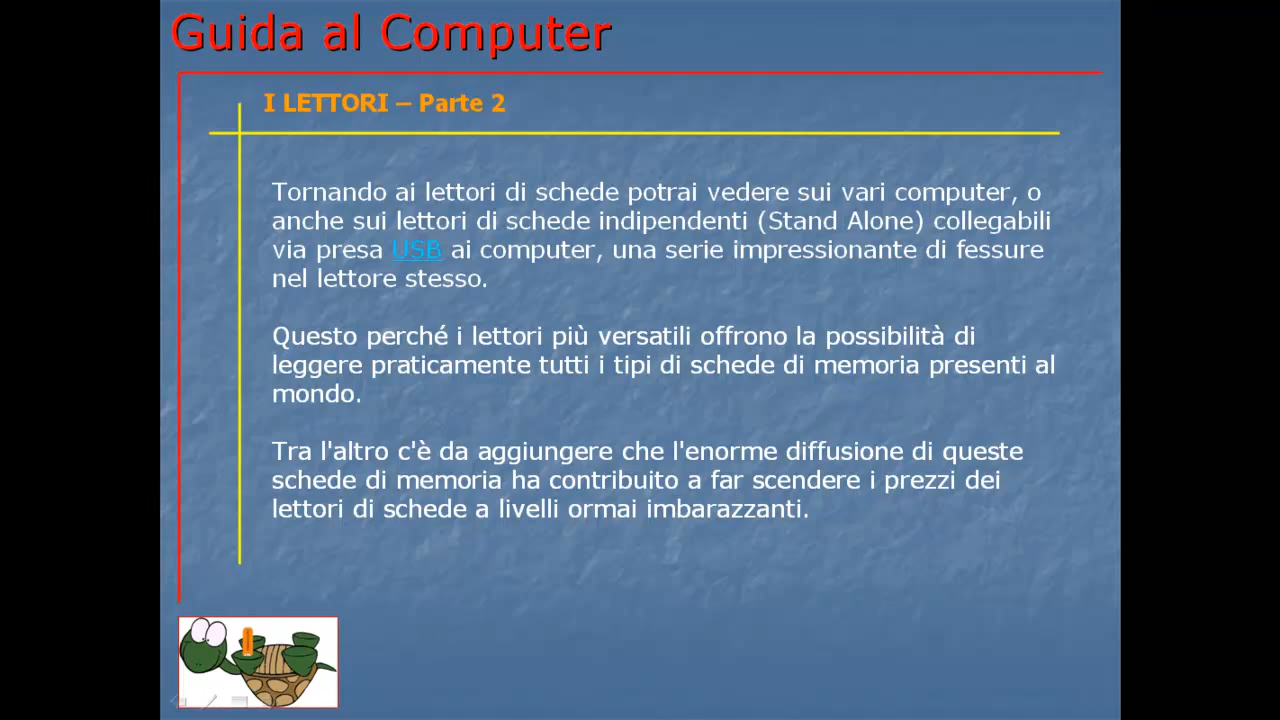 Guida al Computer
I LETTORI – Parte 2
Tornando ai lettori di schede potrai vedere sui vari computer, o
anche sui lettori di schede indipendenti (Stand Alone) collegabili
via presa USB ai computer, una serie impressionante di fessure
nel lettore stesso.
Questo perché i lettori più versatili offrono la possibilità di
leggere praticamente tutti i tipi di schede di memoria presenti al
mondo.
Tra l'altro c'è da aggiungere che l'enorme diffusione di queste
schede di memoria ha contribuito a far scendere i prezzi dei
lettori di schede a livelli ormai imbarazzanti.